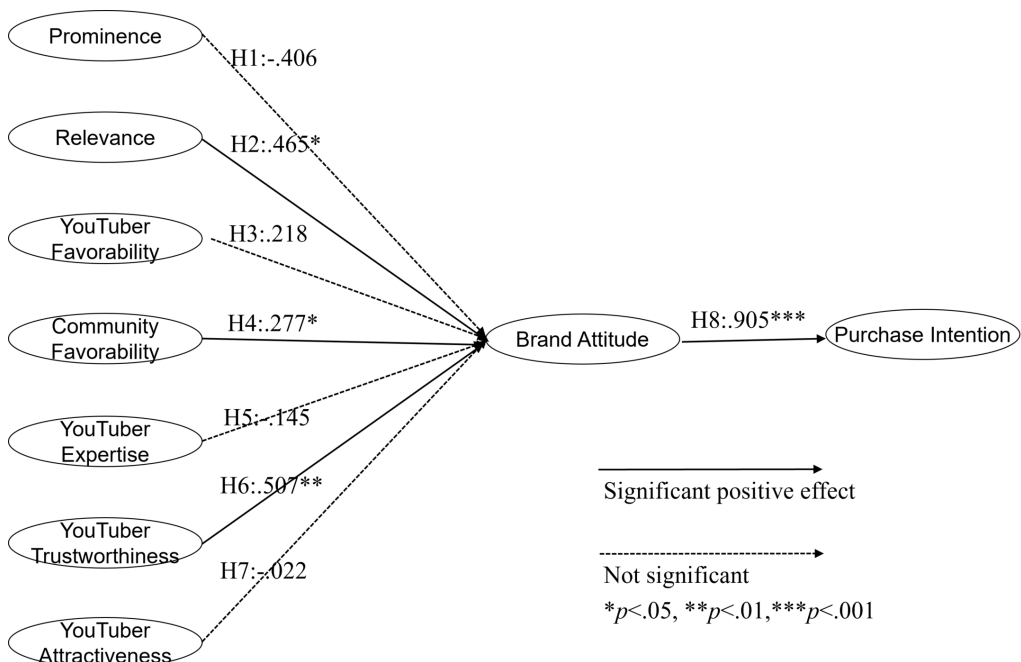 Prominence
H1:-.406
Relevance
H2:.465*
YouTuber
Favorability
H3:.218
Community
Favorability
H4:.277*
Brand Attitude
H8:.905***
Purchase Intention
YouTuber
Expertise
H5:-.145
YouTuber
Trustworthiness
H6:.507**
H7:-.022
YouTuber
Attractiveness
Significant positive effect
Not significant
*p<.05, **p<.01,***p<.001